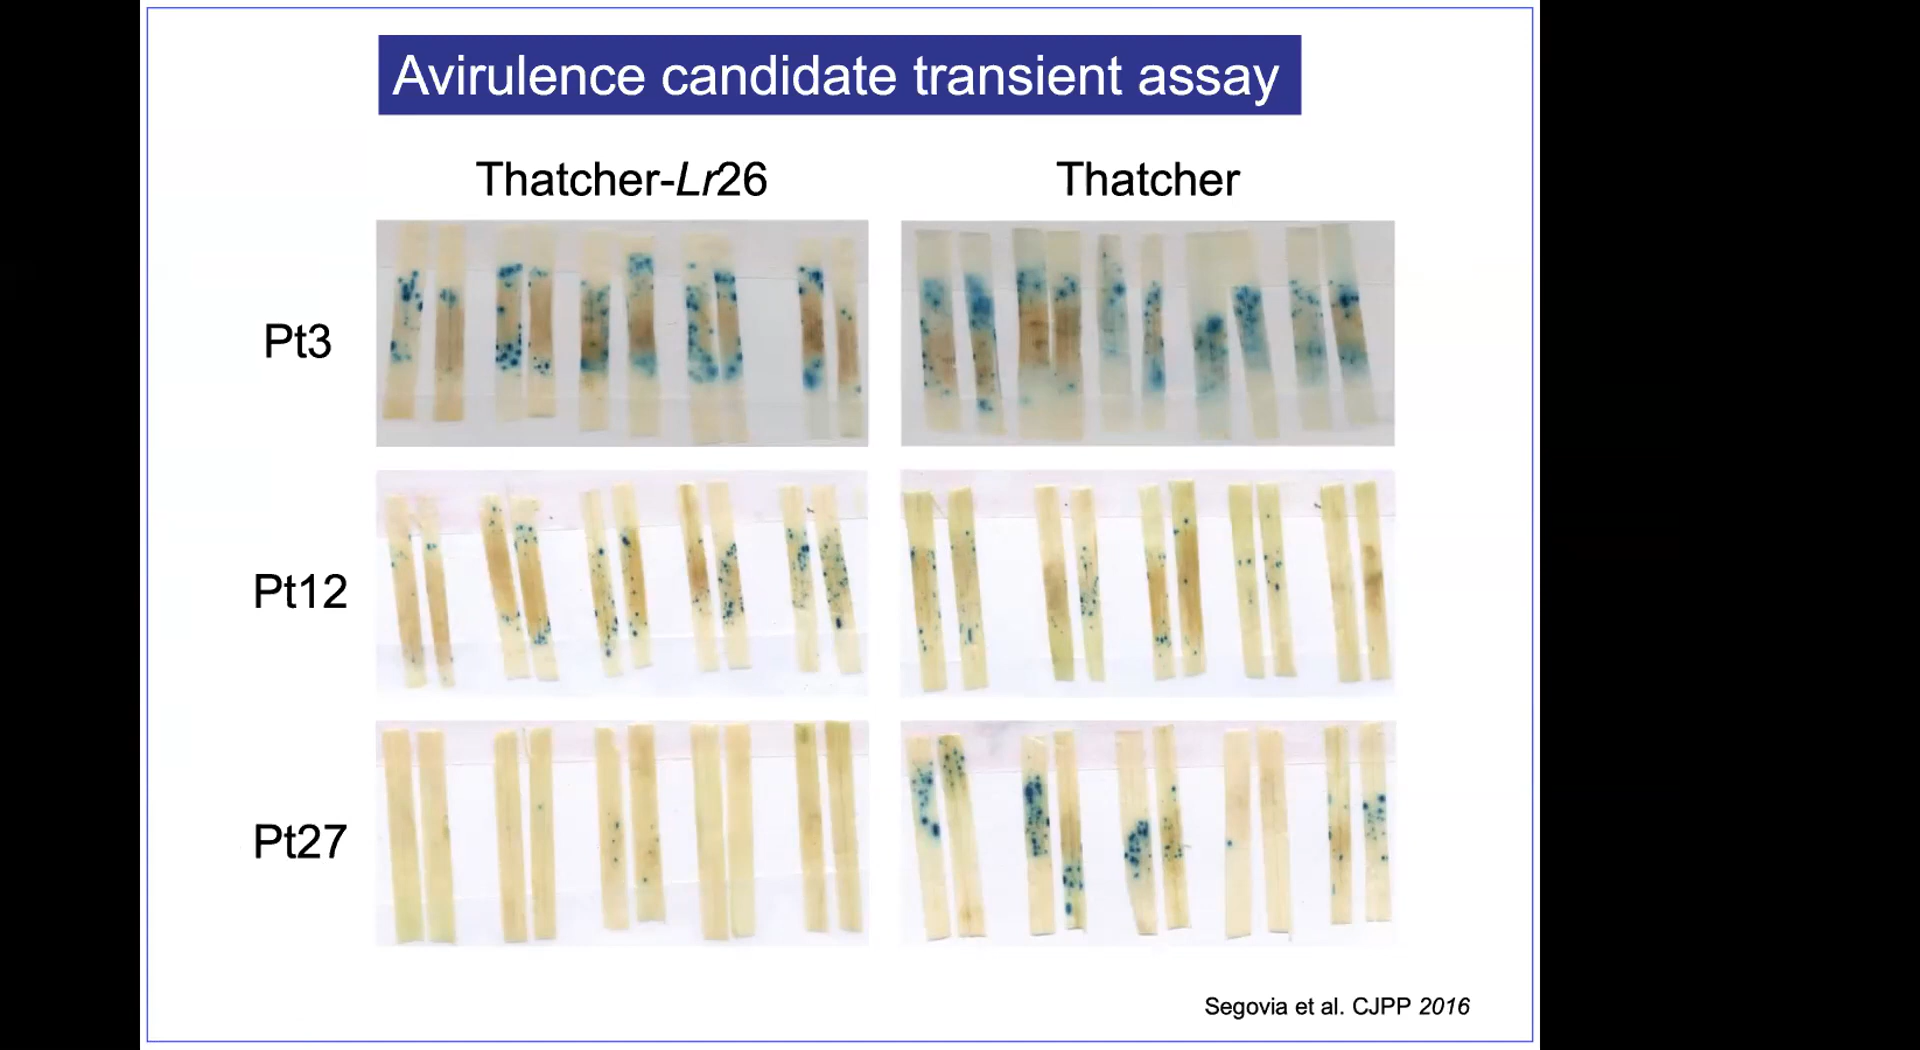 Avirulence candidate transient assay
Thatcher-Lr26
Thatcher
Pt3
Pt12
Pt27
Segovia et al. CJPP 2016